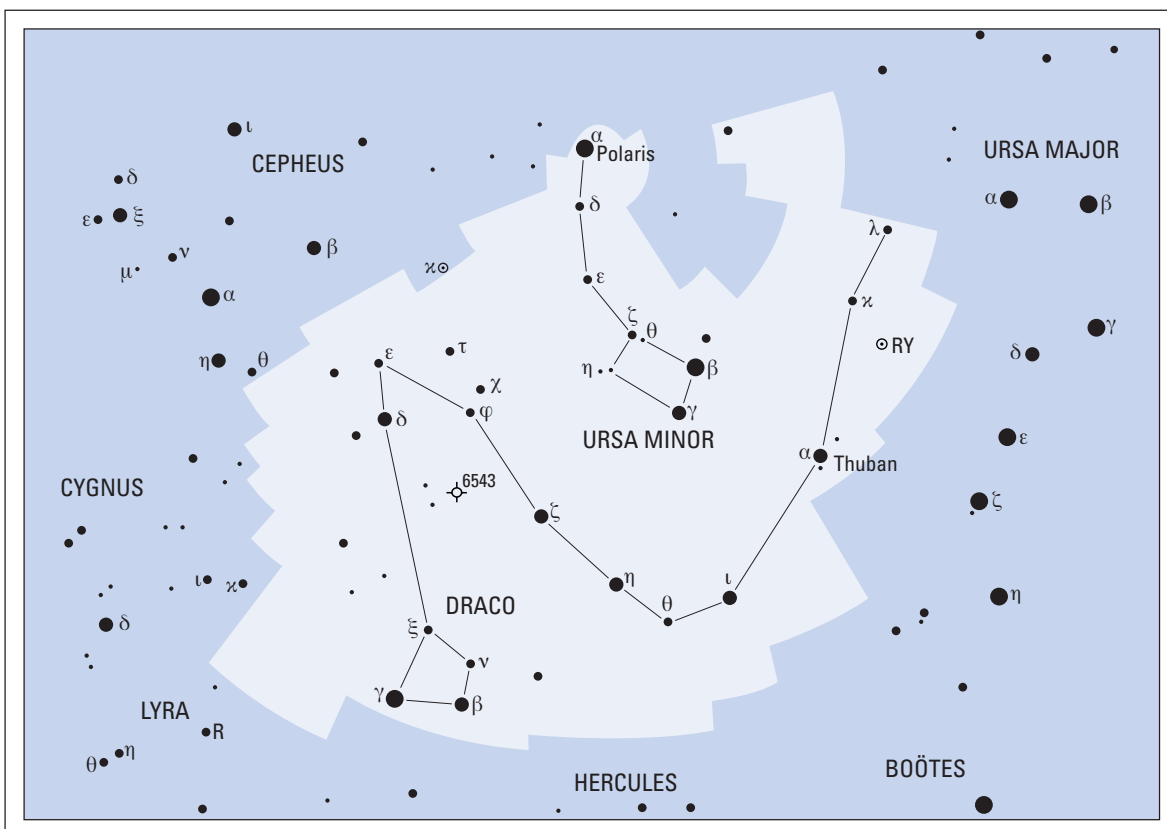 α
ι
Polaris
CEPHEUS
URSA MAJOR
δ
α
β
ε
ξ
δ
λ
ν
β
μ
ϰ
ε
α
ϰ
ζ
θ
γ
RY
η
θ
ε
τ
δ
η
β
χ
δ
φ
γ
URSA MINOR
ε
α
Thuban
CYGNUS
6543
ζ
ζ
ι
ϰ
η
ι
η
DRACO
θ
δ
ξ
ν
γ
β
LYRA
R
η
θ
HERCULES
BOÖTES